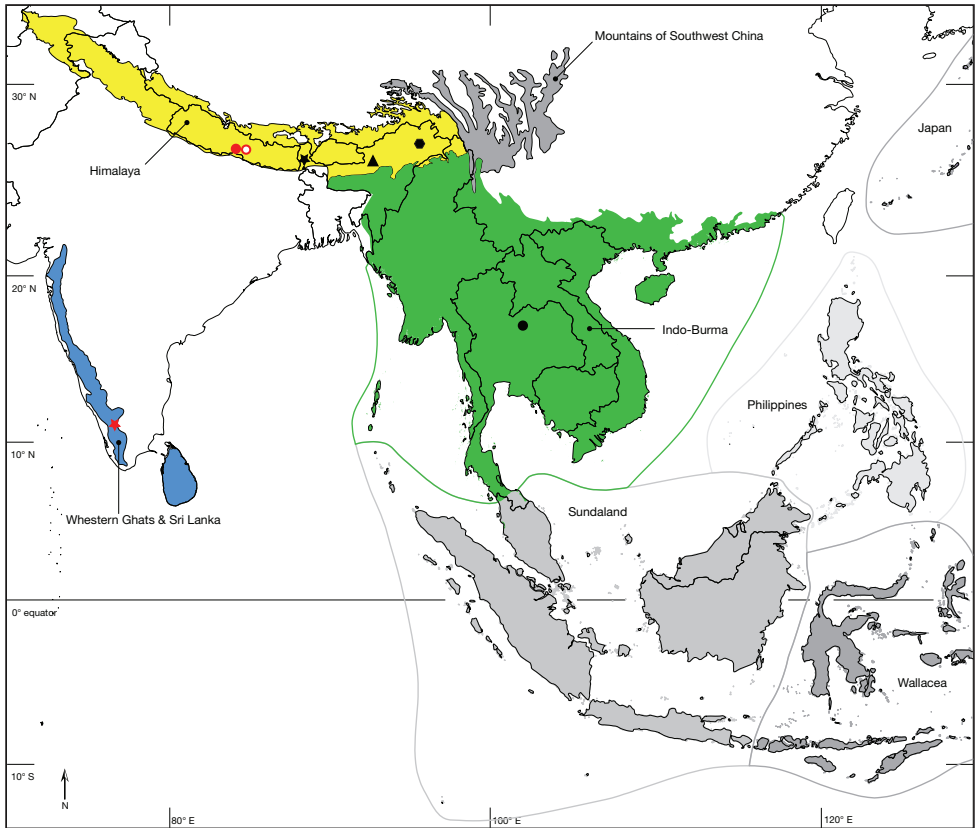 Mountains of Southwest China
30° N
Japan
Himalaya
20° N
Indo-Burma
Philippines
10° N
Whestern Ghats & Sri Lanka
Sundaland
0° equator
Wallacea
10° S
N
80° E
100° E
120° E